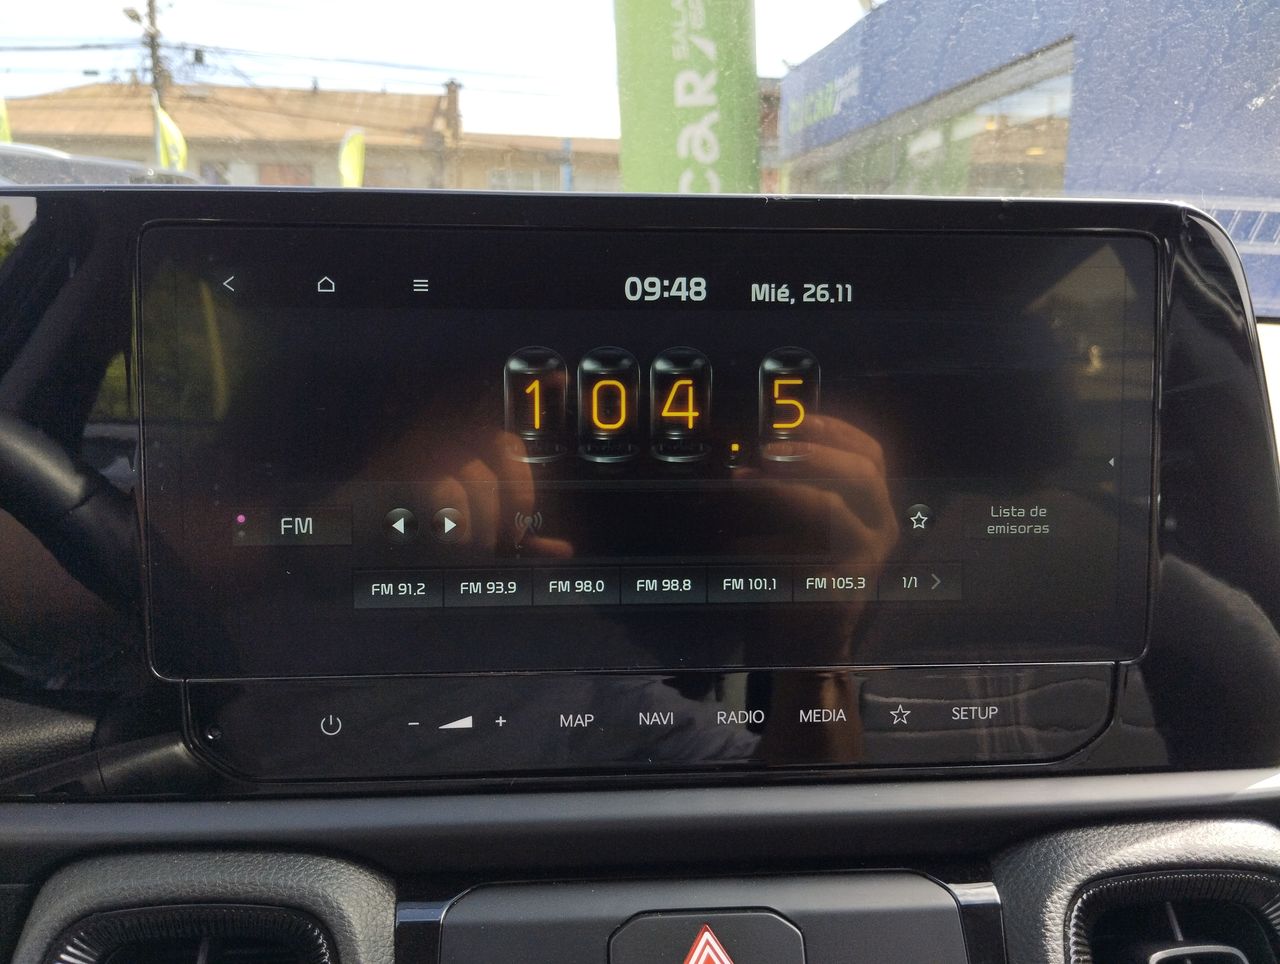 CAR
09:48 Mié, 26.11
104.5
FM
Lista de
emisoras
FM 91.2 FM 93.9 FM 98.0 FM 98.8 FM 101.1 FM 105.3 1/1
- + MAP NAVI RADIO MEDIA SETUP